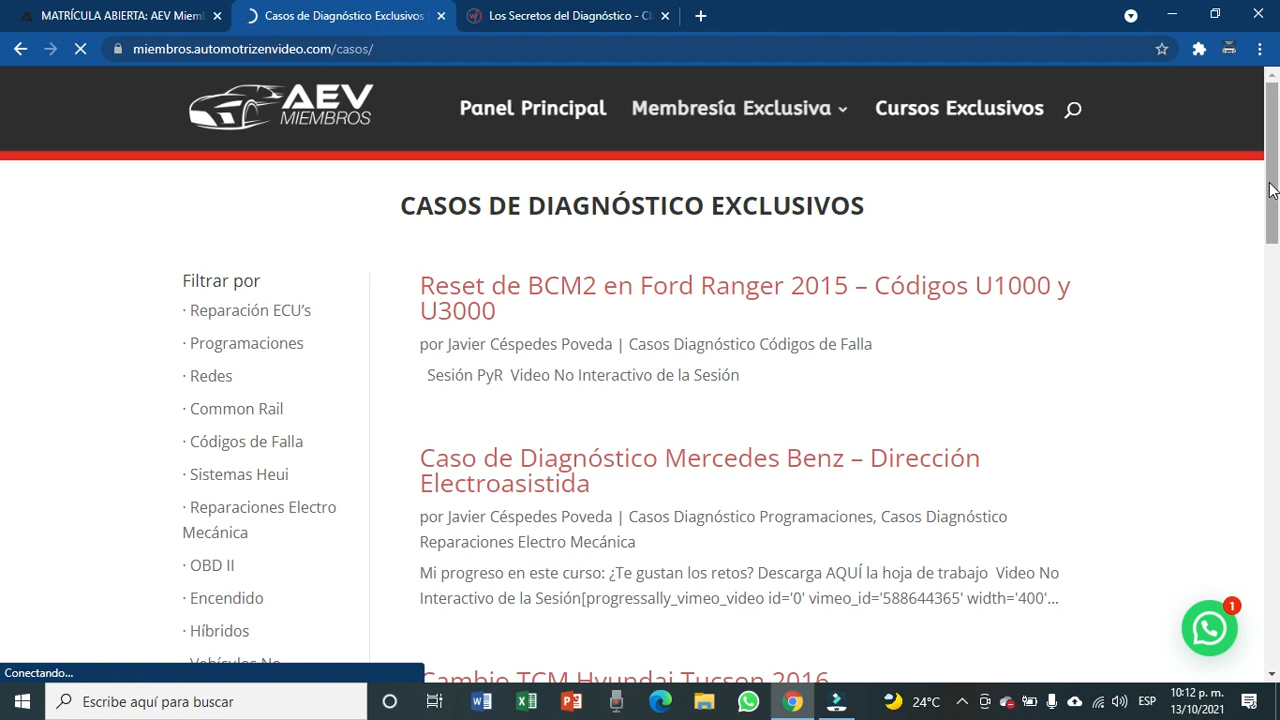 MATRÍCULA ABIERTA: AEV Miem
Casos de Diagnóstico Exclusivos
Los Secretos del Diagnóstico - C
miembros.automotrizenvideo.com/casos/
AEV
MIEMBROS
Panel Principal
Membresía Exclusiva
Cursos Exclusivos
CASOS DE DIAGNÓSTICO EXCLUSIVOS
Filtrar por
· Reparación ECU’s
· Programaciones
· Redes
· Common Rail
· Códigos de Falla
· Sistemas Heui
· Reparaciones Electro
Mecánica
· OBD II
· Encendido
· Híbridos
· Vehículos No
Reset de BCM2 en Ford Ranger 2015 – Códigos U1000 y
U3000
por Javier Céspedes Poveda | Casos Diagnóstico Códigos de Falla
Sesión PyR Video No Interactivo de la Sesión
Caso de Diagnóstico Mercedes Benz – Dirección
Electroasistida
por Javier Céspedes Poveda | Casos Diagnóstico Programaciones, Casos Diagnóstico
Reparaciones Electro Mecánica
Mi progreso en este curso: ¿Te gustan los retos? Descarga AQUÍ la hoja de trabajo Video No
Interactivo de la Sesión[progressally_vimeo_video id='0' vimeo_id='588644365' width='400'...
Cambio TCM Hyundai Tucson 2016
1
Conectando...
Escribe aquí para buscar
24°C
ESP
10:12 p. m.
13/10/2021